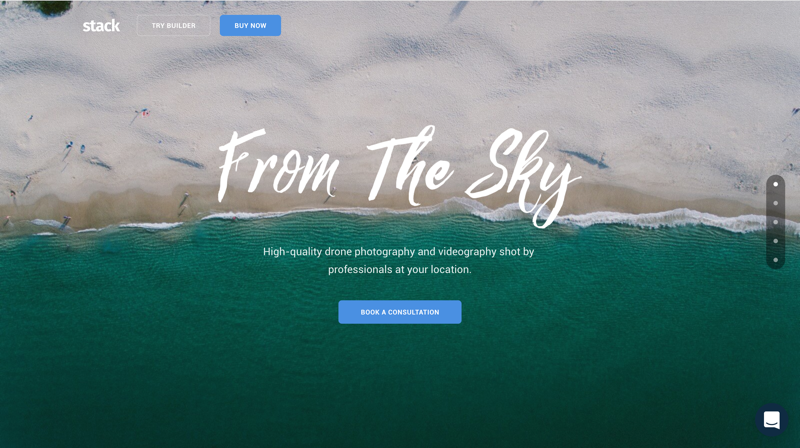 stack
TRY BUILDER
BUY NOW
From The Sky
High-quality drone photography and videography shot by
professionals at your location.
BOOK A CONSULTATION